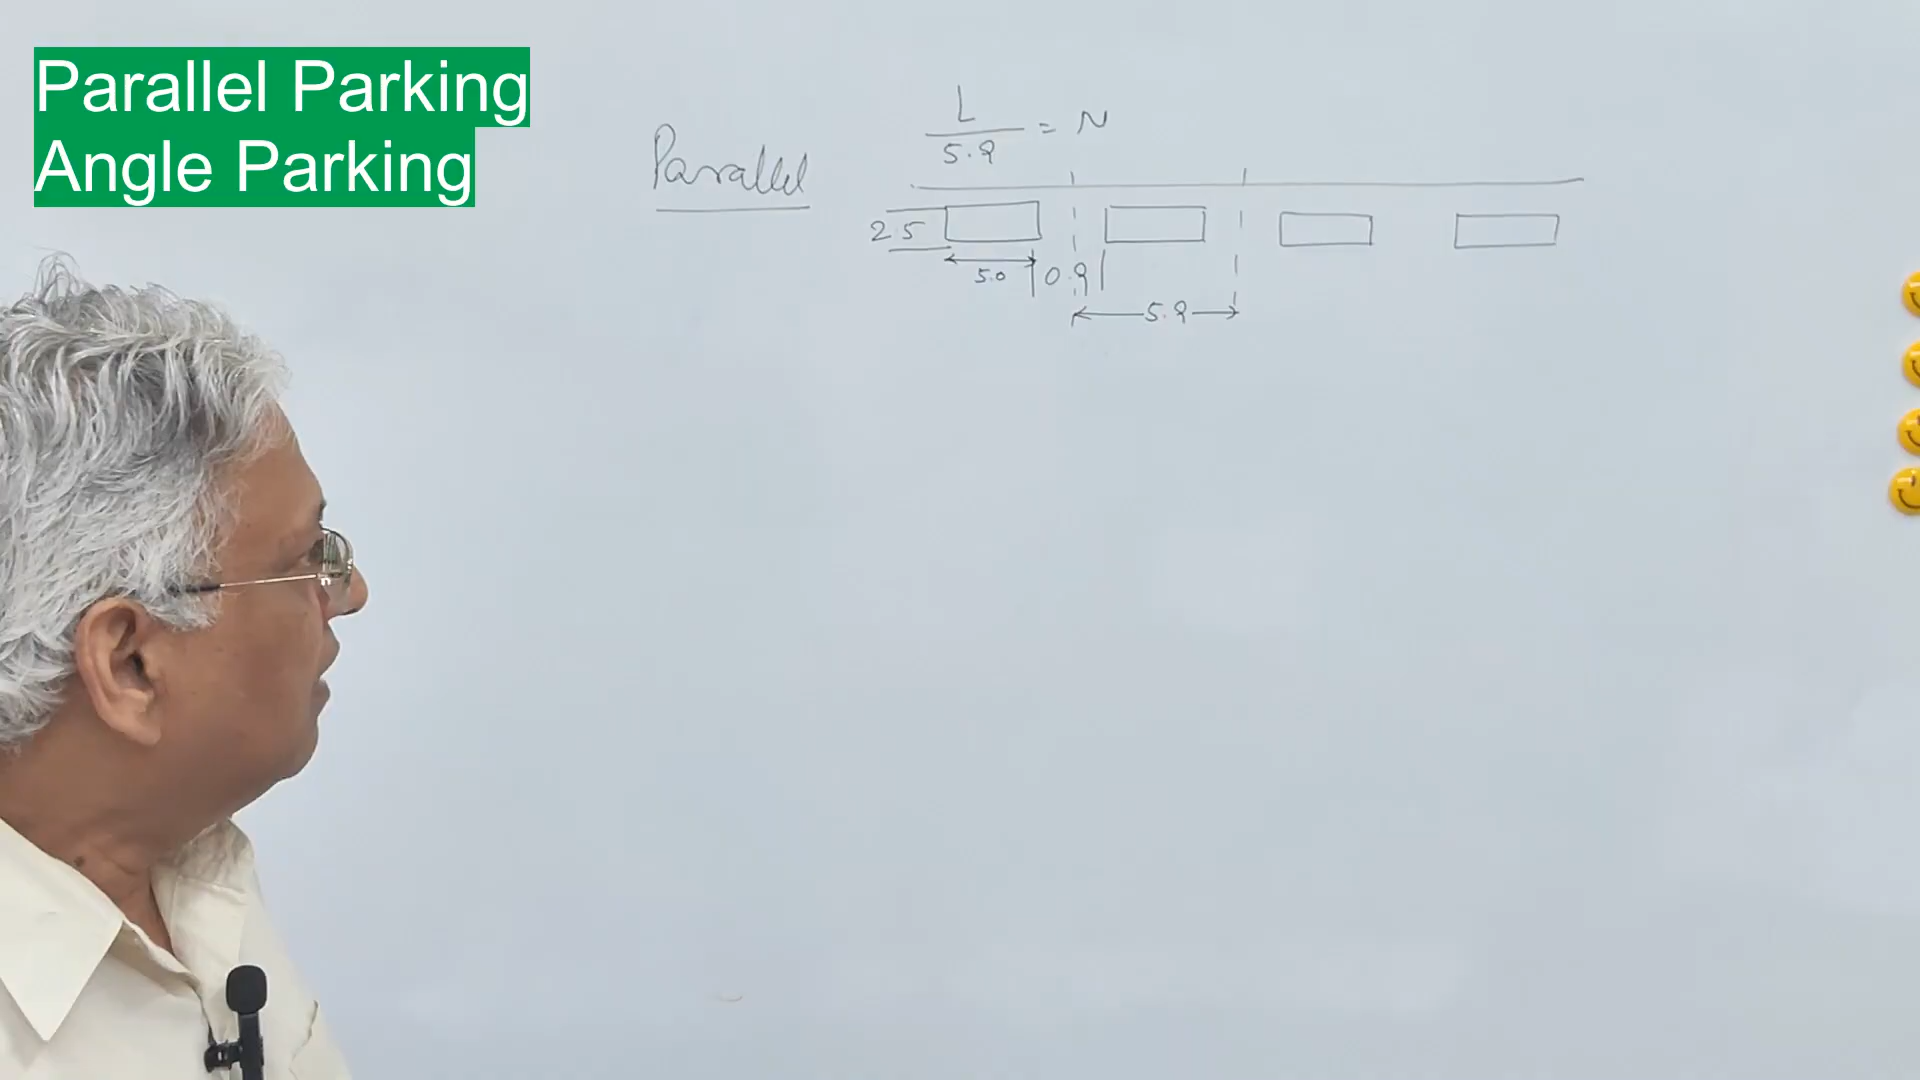 Parallel Parking
Angle Parking
Parallel
L
5.9 = N
2.5
5.0
0.9
5.9